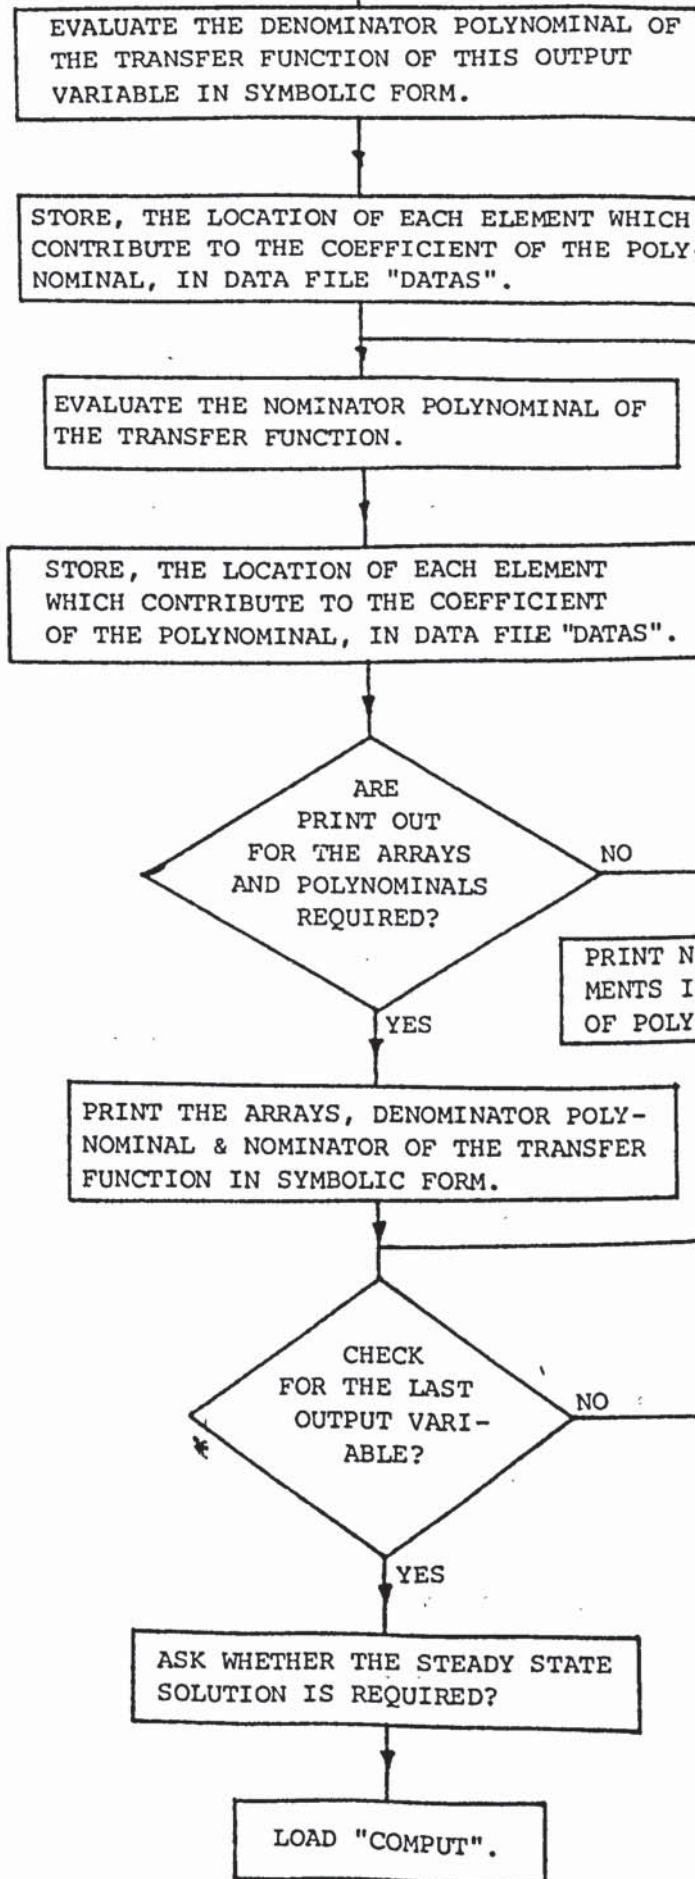 EVALUATE THE DENOMINATOR POLYNOMINAL OF
THE TRANSFER FUNCTION OF THIS OUTPUT
VARIABLE IN SYMBOLIC FORM.
STORE, THE LOCATION OF EACH ELEMENT WHICH
CONTRIBUTE TO THE COEFFICIENT OF THE POLY-
NOMINAL, IN DATA FILE "DATAS".
EVALUATE THE NOMINATOR POLYNOMINAL OF
THE TRANSFER FUNCTION.
STORE, THE LOCATION OF EACH ELEMENT
WHICH CONTRIBUTE TO THE COEFFICIENT
OF THE POLYNOMINAL, IN DATA FILE "DATAS".
ARE
PRINT OUT
FOR THE ARRAYS
AND POLYNOMINALS
REQUIRED?
NO
PRINT N
MENTS I
OF POLY
YES
PRINT THE ARRAYS, DENOMINATOR POLY-
NOMINAL & NOMINATOR OF THE TRANSFER
FUNCTION IN SYMBOLIC FORM.
CHECK
FOR THE LAST
OUTPUT VARI-
ABLE?
NO
YES
ASK WHETHER THE STEADY STATE
SOLUTION IS REQUIRED?
LOAD "COMPUT".